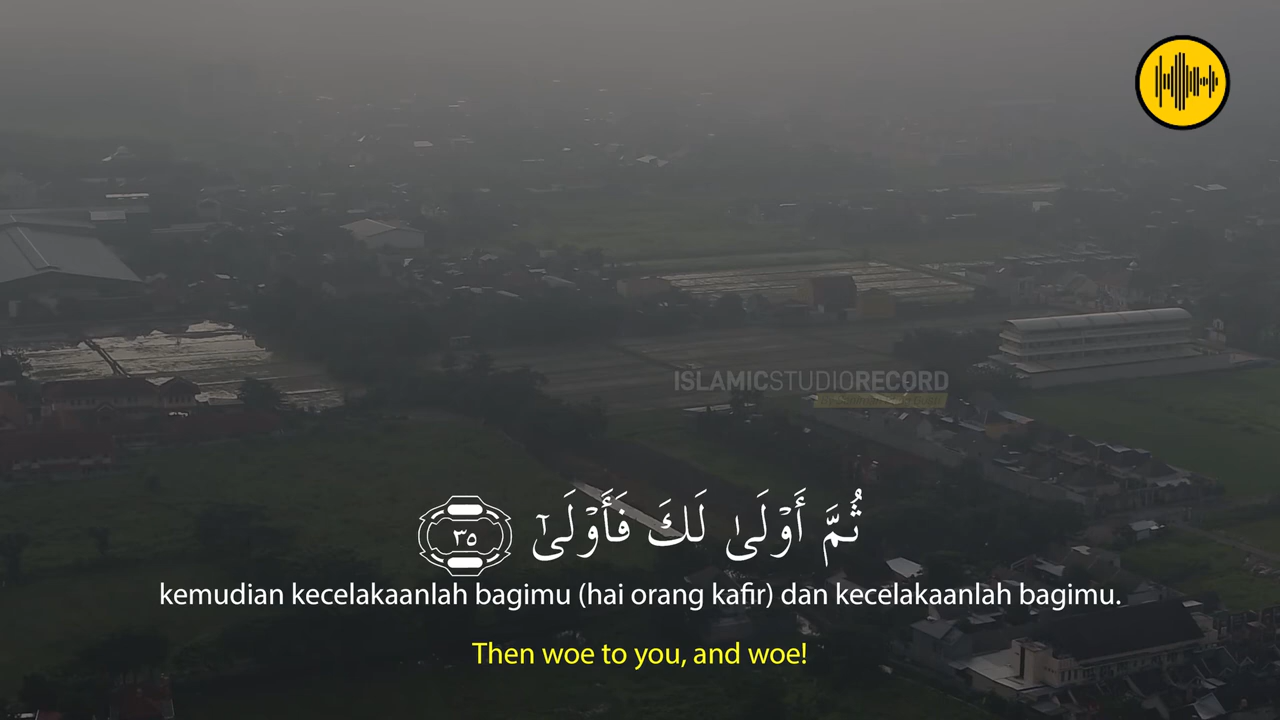 ISLAMICSTUDIORECORD
ثُمَّ أَوْلَىٰ لَكَ فَأَوْلَىٰٓ ٣٥
kemudian kecelakaanlah bagimu (hai orang kafir) dan kecelakaanlah bagimu.
Then woe to you, and woe!